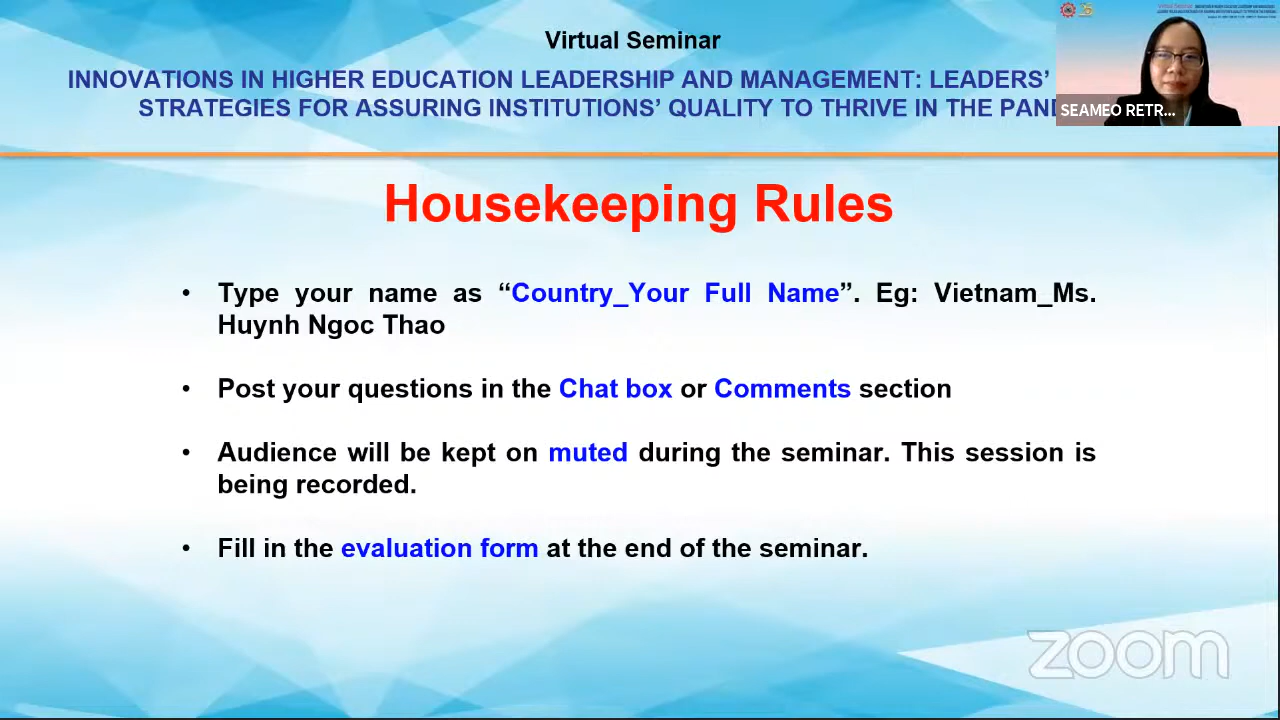 Virtual Seminar
INNOVATIONS IN HIGHER EDUCATION LEADERSHIP AND MANAGEMENT: LEADERS’
STRATEGIES FOR ASSURING INSTITUTIONS’ QUALITY TO THRIVE IN THE PAN
SEAMEO RETR...
Housekeeping Rules
• Type your name as “Country_Your Full Name”. Eg: Vietnam_Ms.
Huynh Ngoc Thao
• Post your questions in the Chat box or Comments section
• Audience will be kept on muted during the seminar. This session is
being recorded.
• Fill in the evaluation form at the end of the seminar.
zoom